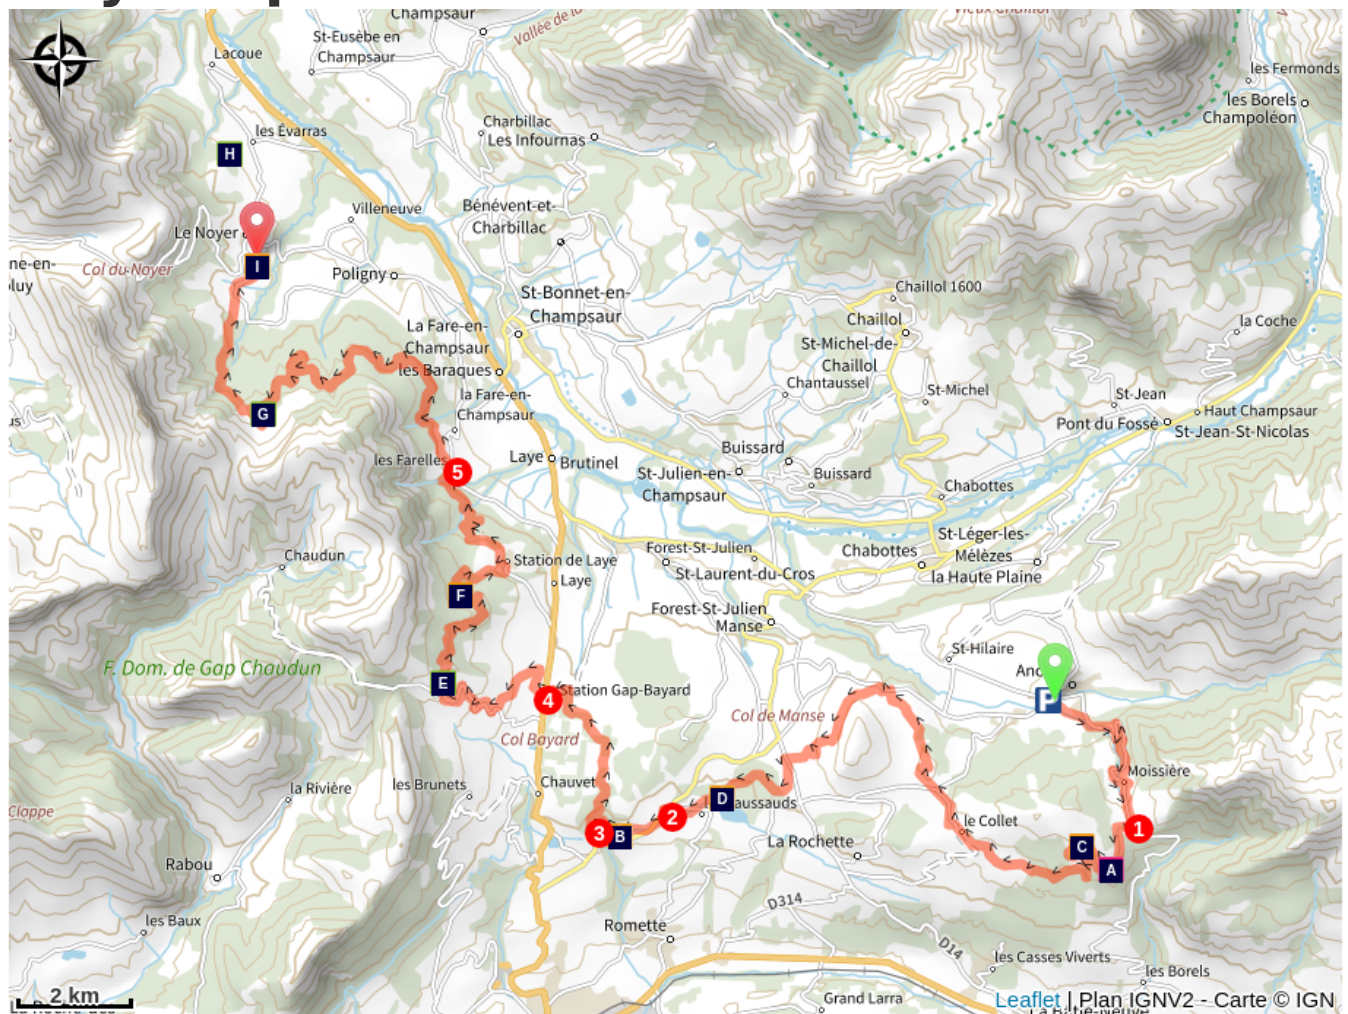 Champsaur
Vallée de la
St-Eusèbe en
Champsaur
Lacoue
les Fermonds
les Borels
Champoléon
Charbillac
Les Infournas
les Évarras
H
Villeneuve
Bénévent-et-
Charbillac
Le Noyer
Col du Noyer
I
Poligny
ne-en-
oluy
Chaillol 1600
St-Bonnet-en-
Champsaur
Chaillol
la Coche
La Fare-en-
Champsaur
les Baraques
St-Michel-de-
Chaillol
Chantaussel
St-Michel
St-Jean
la Fare-en-
Champsaur
Haut Champsaur
G
Pont du Fossé
St-Jean-St-Nicolas
les Farelles
5
Laye
Brutinel
Buissard
Buissard
St-Julien-en-
Champsaur
Chabottes
Chaudun
Station de Laye
Laye
Forest-St-Julien
St-Laurent-du-Cros
Chabottes
St-Léger-les-
Mélèzes
la Haute Plaine
F
Forest-St-Julien
Manse
St-Hilaire
F. Dom. de Gap Chaudun
E
Anc
P
4
Station Gap-Bayard
Col Bayard
Col de Manse
Moissière
la Rivière
les Brunets
Chauvet
D
aussauds
2
3
B
le Collet
1
C
A
La Rochette
Clappe
Rabou
les Baux
Romette
D314
D14
les Casses Viverts
les Borels
2 km
Grand Larra
Leaflet | Plan IGNV2 - Carte © IGN